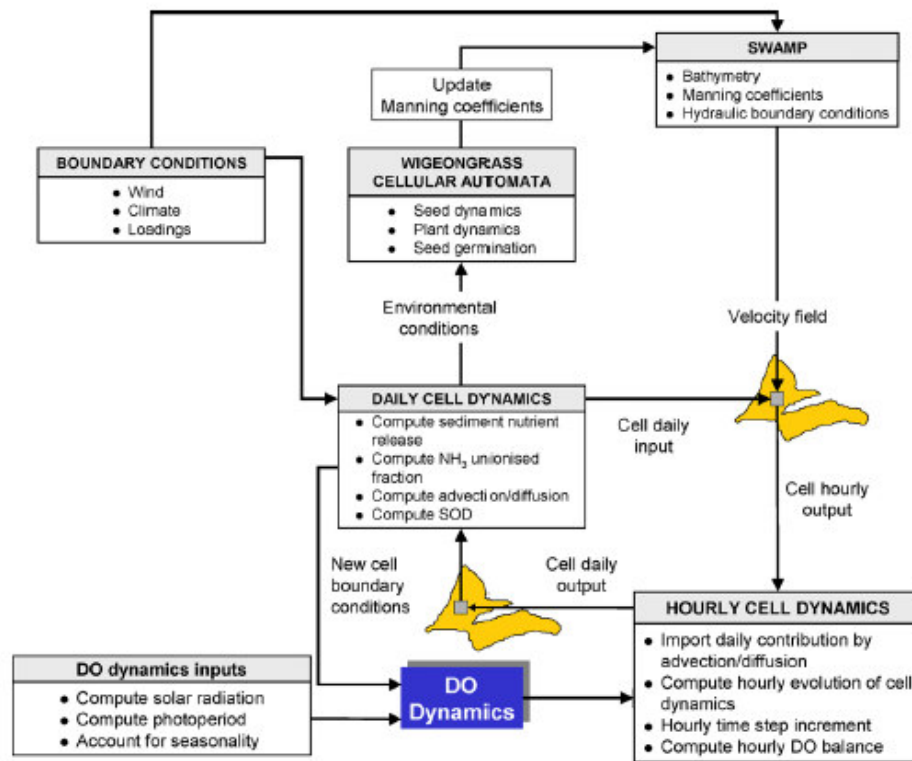 SWAMP
• Bathymetry
• Manning coefficients
• Hydraulic boundary conditions
Update
Manning coefficients
BOUNDARY CONDITIONS
• Wind
• Climate
• Loadings
WIGEONGRASS
CELLULAR AUTOMATA
• Seed dynamics
• Plant dynamics
• Seed germination
Environmental
conditions
Velocity field
DAILY CELL DYNAMICS
• Compute sediment nutrient
release
• Compute NH₃ unionised
fraction
• Compute advection/diffusion
• Compute SOD
Cell daily
input
Cell hourly
output
New cell
boundary
conditions
Cell daily
output
HOURLY CELL DYNAMICS
• Import daily contribution by
advection/diffusion
• Compute hourly evolution of cell
dynamics
• Hourly time step increment
• Compute hourly DO balance
DO dynamics inputs
• Compute solar radiation
• Compute photoperiod
• Account for seasonality
DO
Dynamics